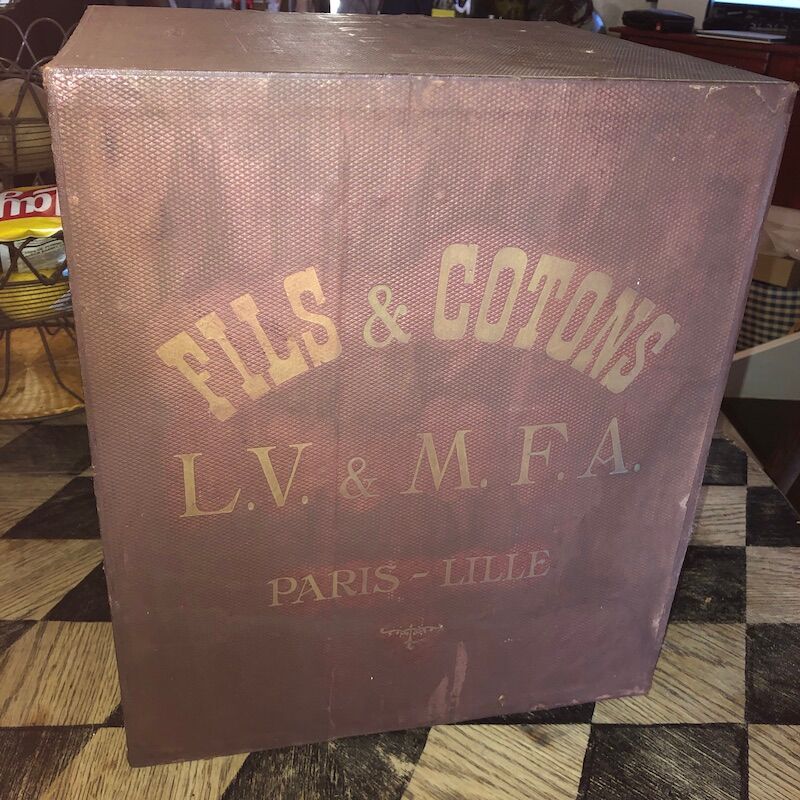 FILS & COTONS
L.V. & M.F.A.
PARIS - LILLE